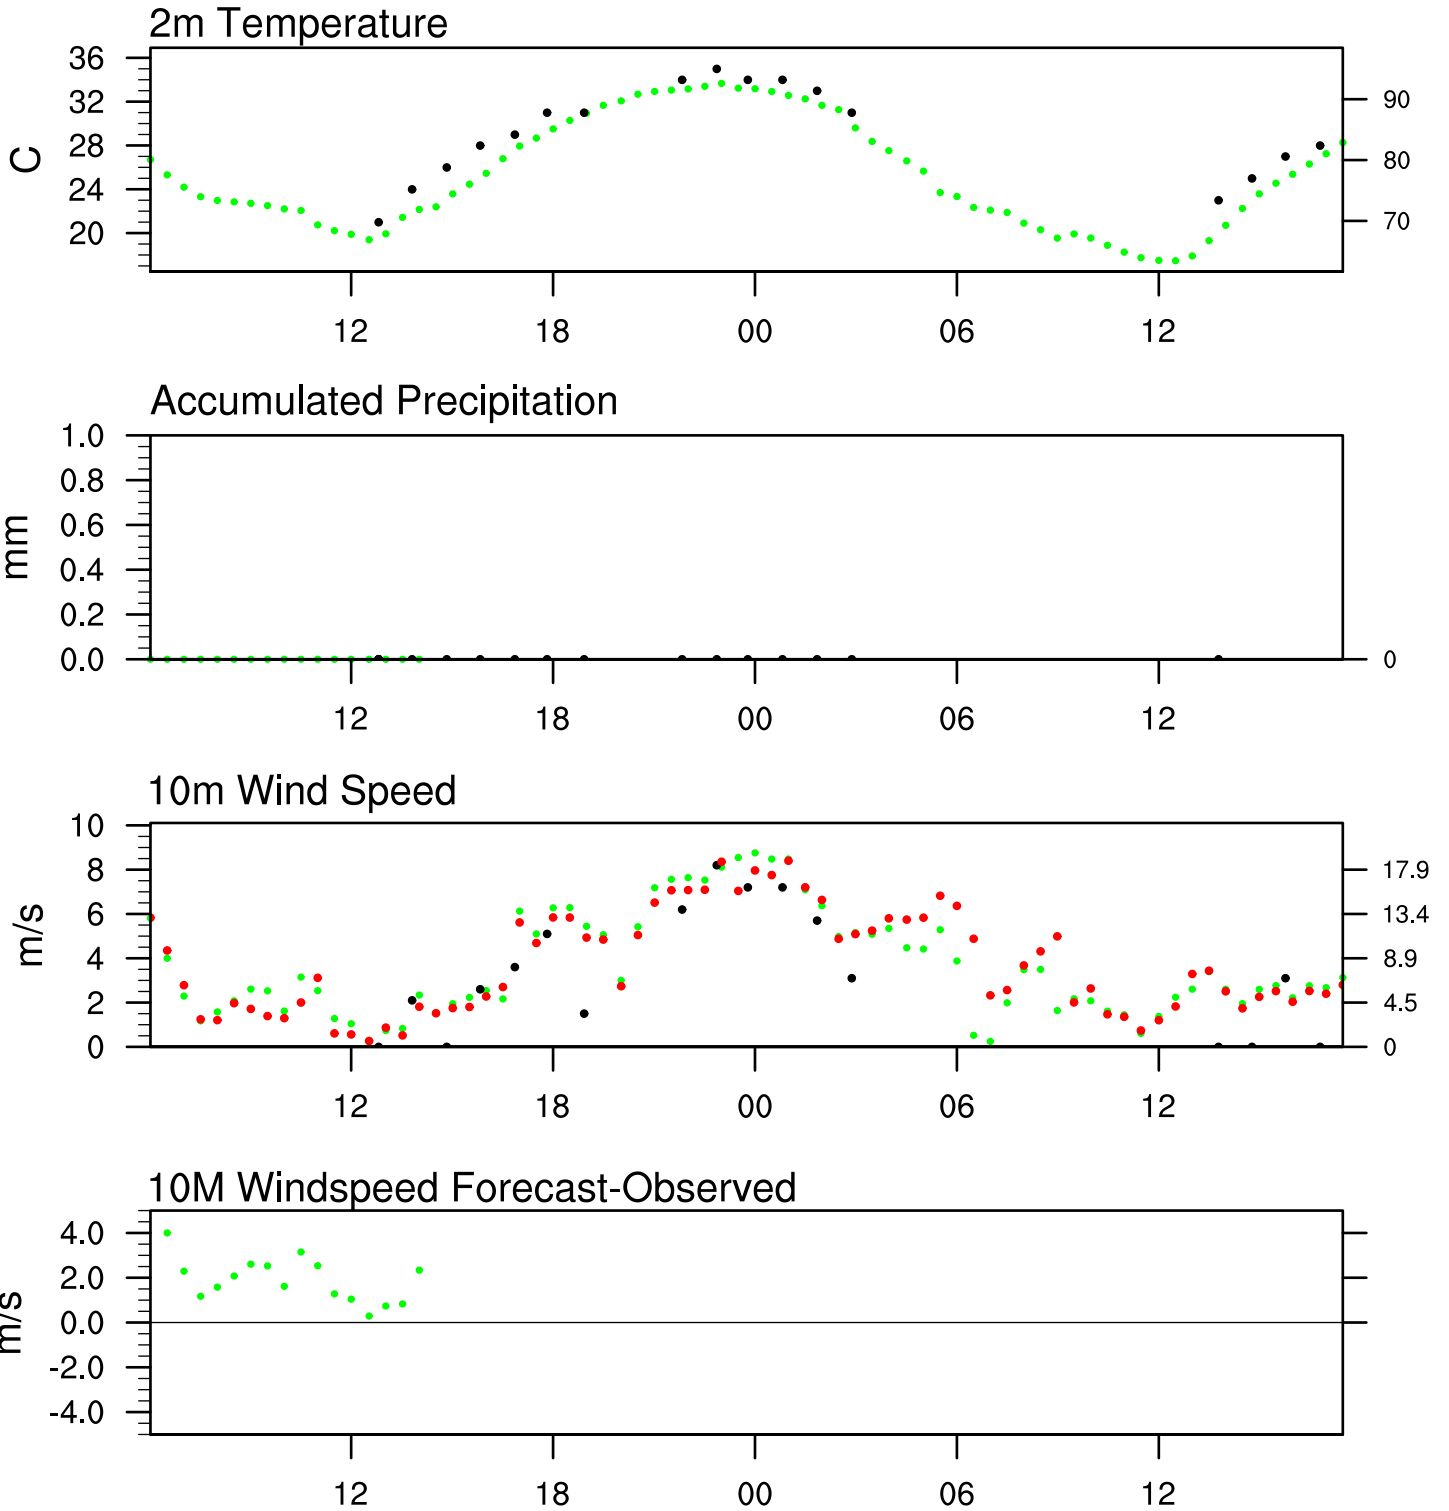 2m Temperature
36
32
28
24
20
C
90
80
70
12 18 00 06 12
Accumulated Precipitation
1.0
0.8
0.6
0.4
0.2
0.0
mm
0
12 18 00 06 12
10m Wind Speed
10
8
6
4
2
0
m/s
17.9
13.4
8.9
4.5
0
12 18 00 06 12
10M Windspeed Forecast-Observed
4.0
2.0
0.0
-2.0
-4.0
m/s
12 18 00 06 12